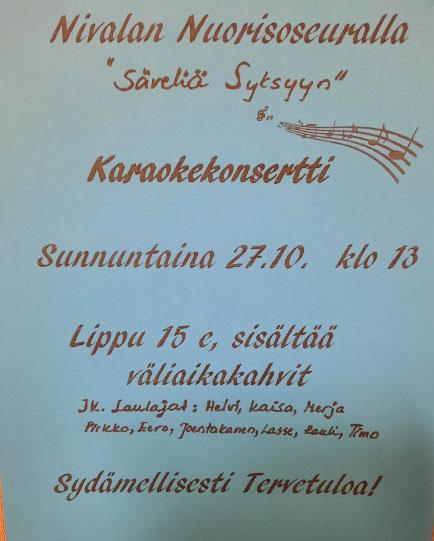 Nivalan Nuorisoseuralla
"Säveliä Syksyyn"
Karaokekonsertti
Sunnuntaina 27.10. klo 13
Lippu 15 e, sisältää
väliaikakahvit
JK. Laulajat: Helvi, Kaisa, Merja
Pirkko, Eero, Joentakanen, Lasse, Rauli, Timo
Sydämellisesti Tervetuloa!